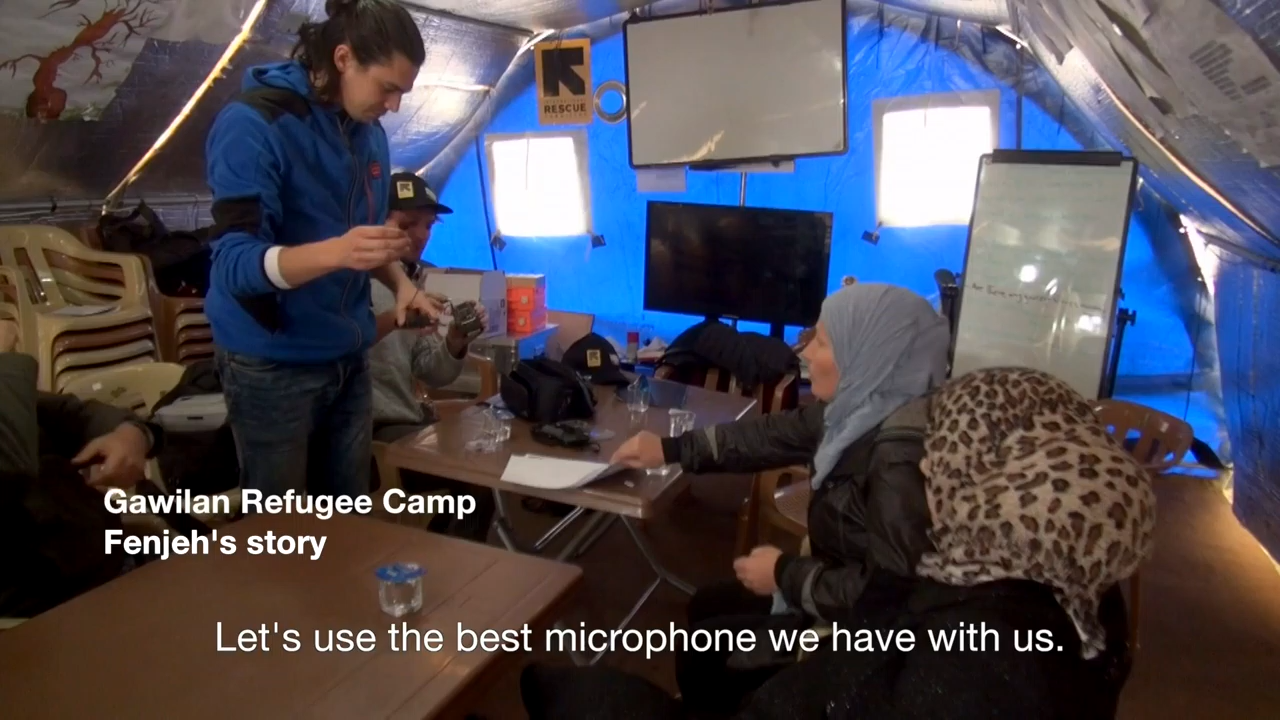 RESCUE
Gawilan Refugee Camp
Fenjeh's story
Let's use the best microphone we have with us.